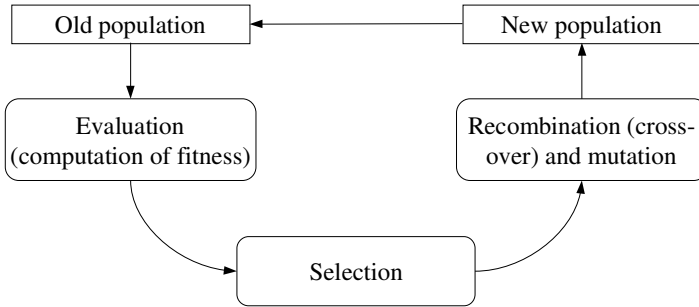 Old population
New population
Evaluation
(computation of fitness)
Recombination (cross-
over) and mutation
Selection